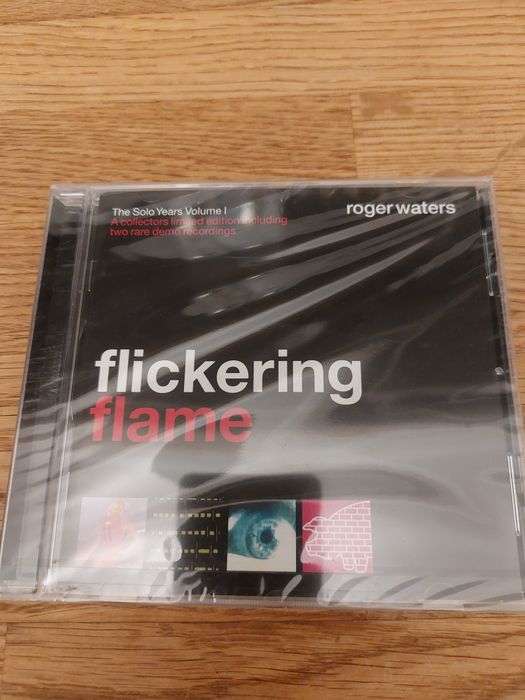 The Solo Years Volume I
A collectors limited edition including
two rare demo recordings
roger waters
flickering
flame